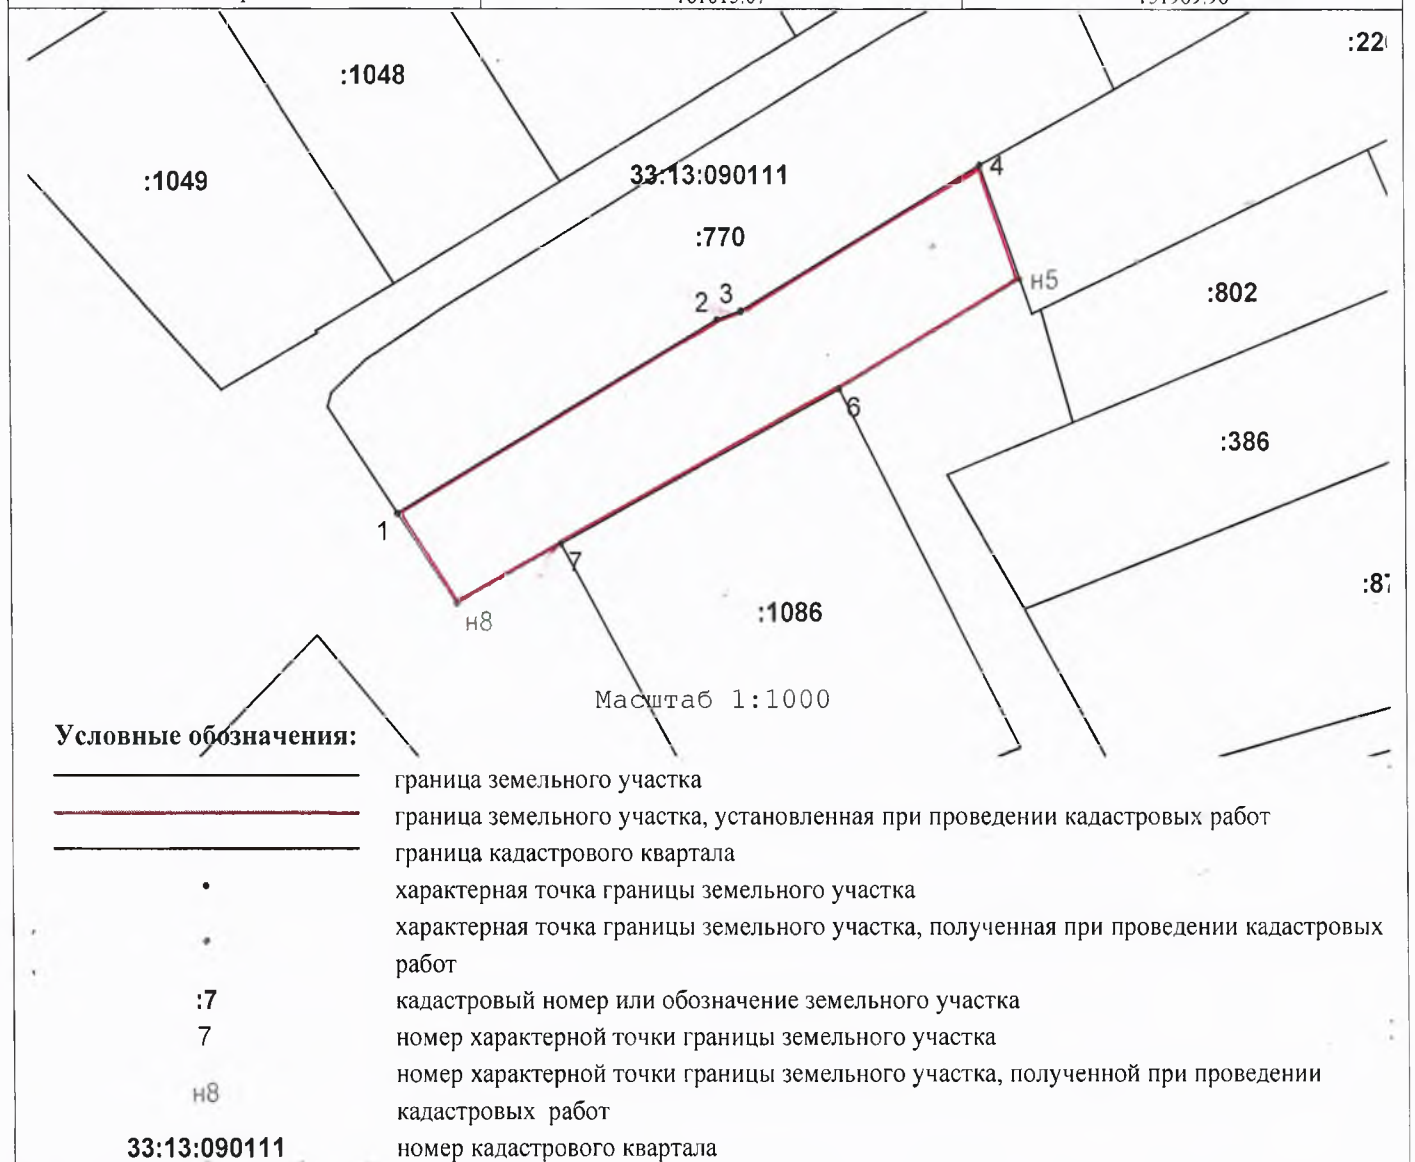 :1048
:22
:1049
33:13:090111
:770
4
н5
2 3
:802
6
:386
1
7
:87
н8
:1086
Масштаб 1:1000
Условные обозначения:
граница земельного участка
граница земельного участка, установленная при проведении кадастровых работ
граница кадастрового квартала
характерная точка границы земельного участка
характерная точка границы земельного участка, полученная при проведении кадастровых
работ
:7 кадастровый номер или обозначение земельного участка
7 номер характерной точки границы земельного участка
н8 номер характерной точки границы земельного участка, полученной при проведении
кадастровых работ
33:13:090111 номер кадастрового квартала